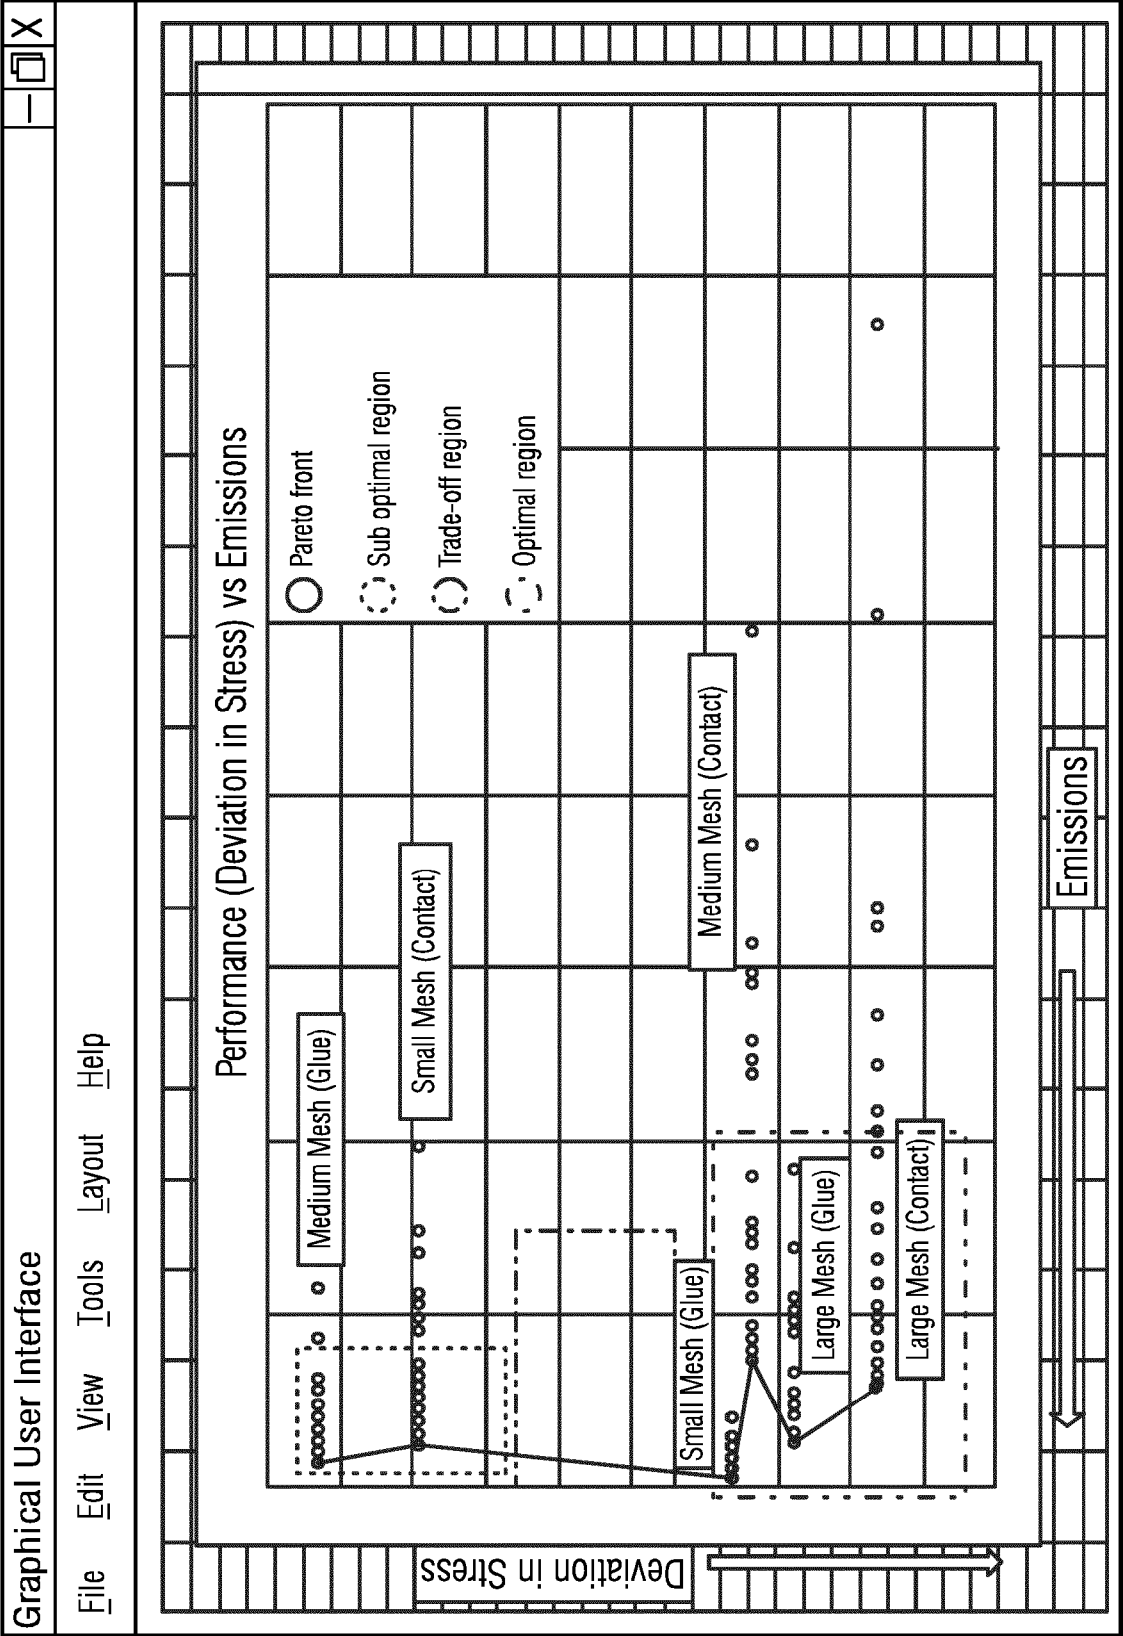 Graphical User Interface
File Edit View Tools Layout Help
Performance (Deviation in Stress) vs Emissions
Pareto front
Sub optimal region
Trade-off region
Optimal region
Medium Mesh (Glue)
Small Mesh (Contact)
Medium Mesh (Contact)
Small Mesh (Glue)
Large Mesh (Glue)
Large Mesh (Contact)
Deviation in Stress
Emissions